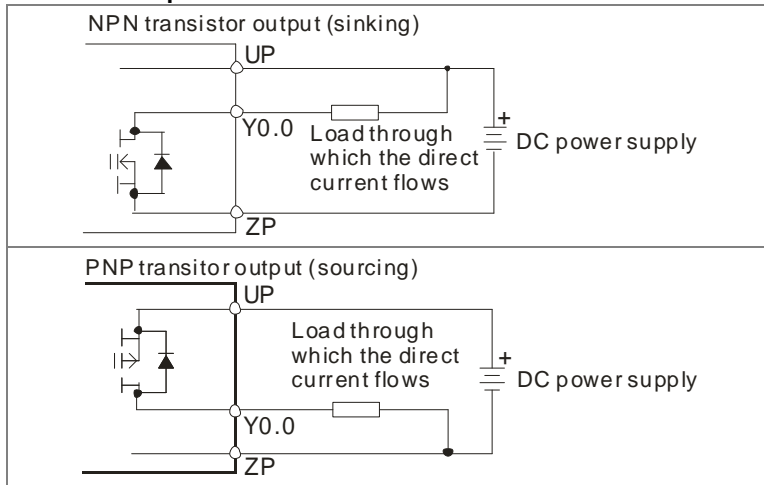 NPN transistor output (sinking)
UP
Y0.0
Load through
which the direct
current flows
+
DC power supply
ZP
PNP transitor output (sourcing)
UP
Load through
which the direct
current flows
+
DC power supply
Y0.0
ZP